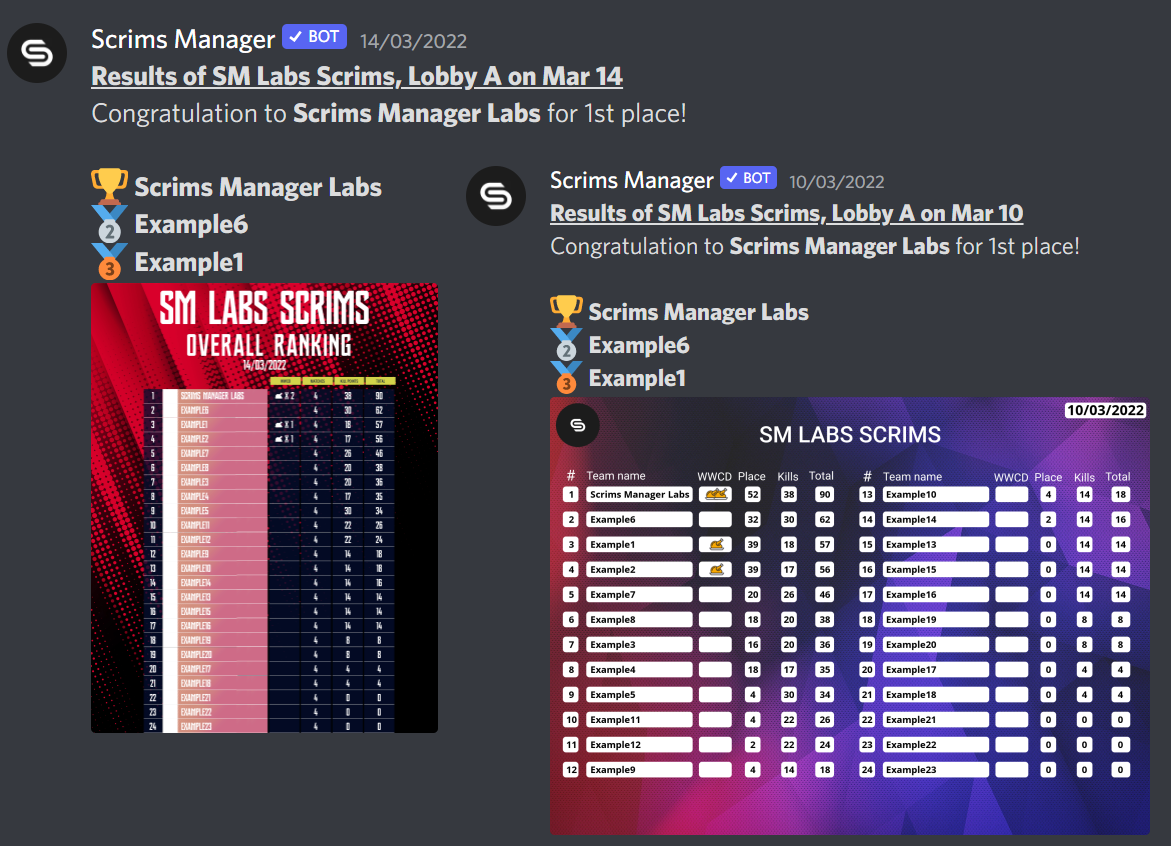 Scrims Manager BOT 14/03/2022
Results of SM Labs Scrims, Lobby A on Mar 14
Congratulation to Scrims Manager Labs for 1st place!
Scrims Manager Labs
2 Example6
3 Example1
SM LABS SCRIMS
OVERALL RANKING
14/03/2022
WWCD MATCHES KILL POINTS TOTAL
1 SCRIMS MANAGER LABS X 2 4 38 90
2 EXAMPLE6 4 30 62
3 EXAMPLE1 X 1 4 18 57
4 EXAMPLE2 X 1 4 17 56
5 EXAMPLE7 4 26 46
6 EXAMPLE8 4 20 38
7 EXAMPLE3 4 20 36
8 EXAMPLE4 4 17 35
9 EXAMPLE5 4 30 34
10 EXAMPLE11 4 22 26
11 EXAMPLE12 4 22 24
12 EXAMPLE9 4 14 18
13 EXAMPLE10 4 14 18
14 EXAMPLE14 4 14 16
15 EXAMPLE13 4 14 14
16 EXAMPLE15 4 14 14
17 EXAMPLE16 4 14 14
18 EXAMPLE19 4 8 8
19 EXAMPLE20 4 8 8
20 EXAMPLE17 4 4 4
21 EXAMPLE18 4 4 4
22 EXAMPLE21 4 0 0
23 EXAMPLE22 4 0 0
24 EXAMPLE23 4 0 0
Scrims Manager BOT 10/03/2022
Results of SM Labs Scrims, Lobby A on Mar 10
Congratulation to Scrims Manager Labs for 1st place!
Scrims Manager Labs
2 Example6
3 Example1
10/03/2022
SM LABS SCRIMS
# Team name WWCD Place Kills Total # Team name WWCD Place Kills Total
1 Scrims Manager Labs 52 38 90 13 Example10 4 14 18
2 Example6 32 30 62 14 Example14 2 14 16
3 Example1 39 18 57 15 Example13 0 14 14
4 Example2 39 17 56 16 Example15 0 14 14
5 Example7 20 26 46 17 Example16 0 14 14
6 Example8 18 20 38 18 Example19 0 8 8
7 Example3 16 20 36 19 Example20 0 8 8
8 Example4 18 17 35 20 Example17 0 4 4
9 Example5 4 30 34 21 Example18 0 4 4
10 Example11 4 22 26 22 Example21 0 0 0
11 Example12 2 22 24 23 Example22 0 0 0
12 Example9 4 14 18 24 Example23 0 0 0